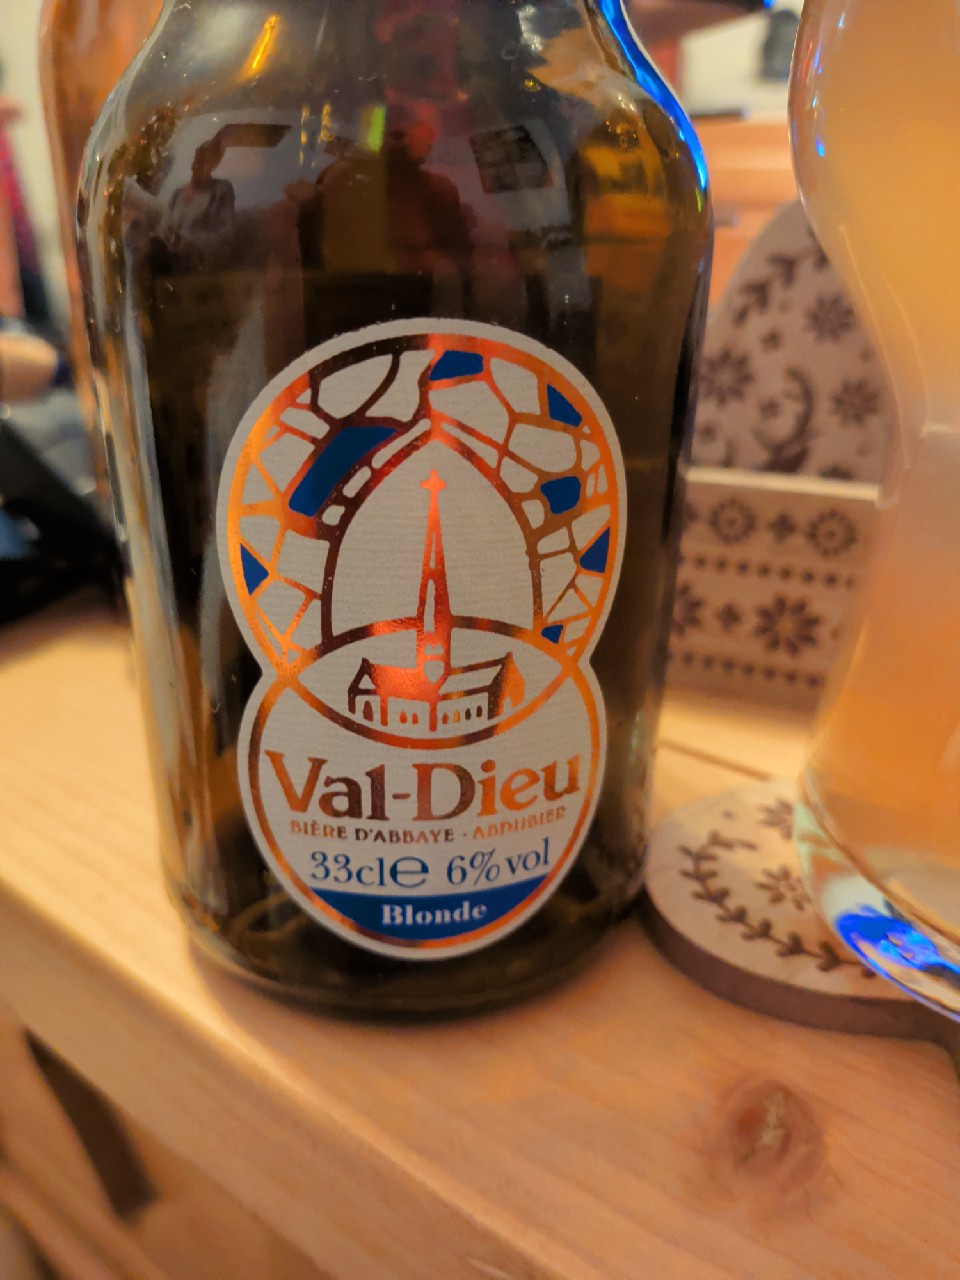 Val-Dieu
BIÈRE D'ABBAYE - ABDIJBIER
33cl e 6% vol
Blonde